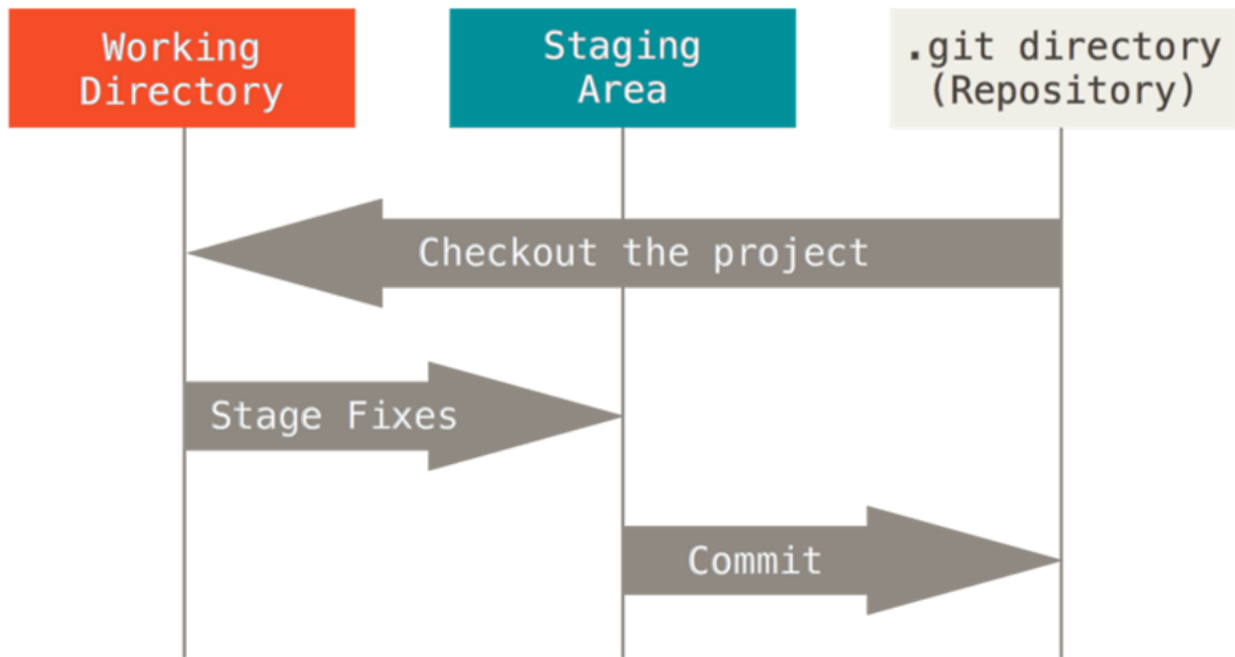 Working
Directory
Staging
Area
.git directory
(Repository)
Checkout the project
Stage Fixes
Commit